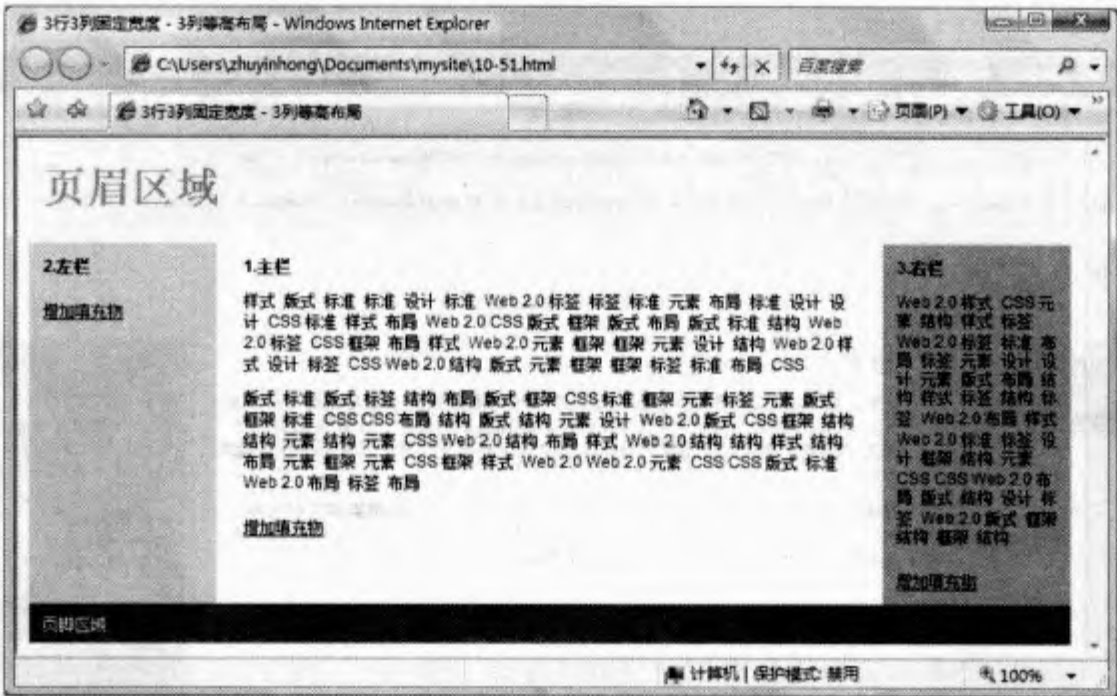 3行3列固定宽度 - 3列等高布局 - Windows Internet Explorer
C:\Users\zhuyinhong\Documents\mysite\10-51.html
百度搜索
3行3列固定宽度 - 3列等高布局
页面(P)
工具(O)
页眉区域
2.左栏
增加填充物
1.主栏
样式 版式 标准 标准 设计 标准 Web 2.0 标签 标签 标准 元素 布局 标准 设计 设
计 CSS 标准 样式 布局 Web 2.0 CSS 版式 框架 版式 布局 版式 标准 结构 Web
2.0 标签 CSS 框架 布局 样式 Web 2.0 元素 框架 框架 元素 设计 结构 Web 2.0 样
式 设计 标签 CSS Web 2.0 结构 版式 结构 框架 框架 标签 标准 布局 CSS
版式 标准 版式 标签 结构 布局 版式 框架 CSS 标准 框架 元素 标签 元素 版式
框架 标准 CSS CSS 布局 结构 版式 结构 元素 设计 Web 2.0 版式 CSS 框架 结构
结构 元素 结构 元素 CSS Web 2.0 结构 布局 样式 Web 2.0 结构 结构 样式 结构
布局 元素 框架 元素 CSS 框架 样式 Web 2.0 Web 2.0 元素 CSS CSS 版式 标准
Web 2.0 布局 标签 布局
增加填充物
3.右栏
Web 2.0 样式 CSS 元
素 结构 样式 标签
Web 2.0 标签 标准 布
局 标签 元素 设计 设
计 元素 版式 布局 结
构 样式 标签 结构 标
签 Web 2.0 布局 样式
Web 2.0 标准 标签 设
计 框架 结构 元素
CSS CSS Web 2.0 布
局 版式 结构 设计 标
签 Web 2.0 版式 框架
结构 框架 结构
增加填充物
页脚区域
计算机 | 保护模式: 禁用
100%